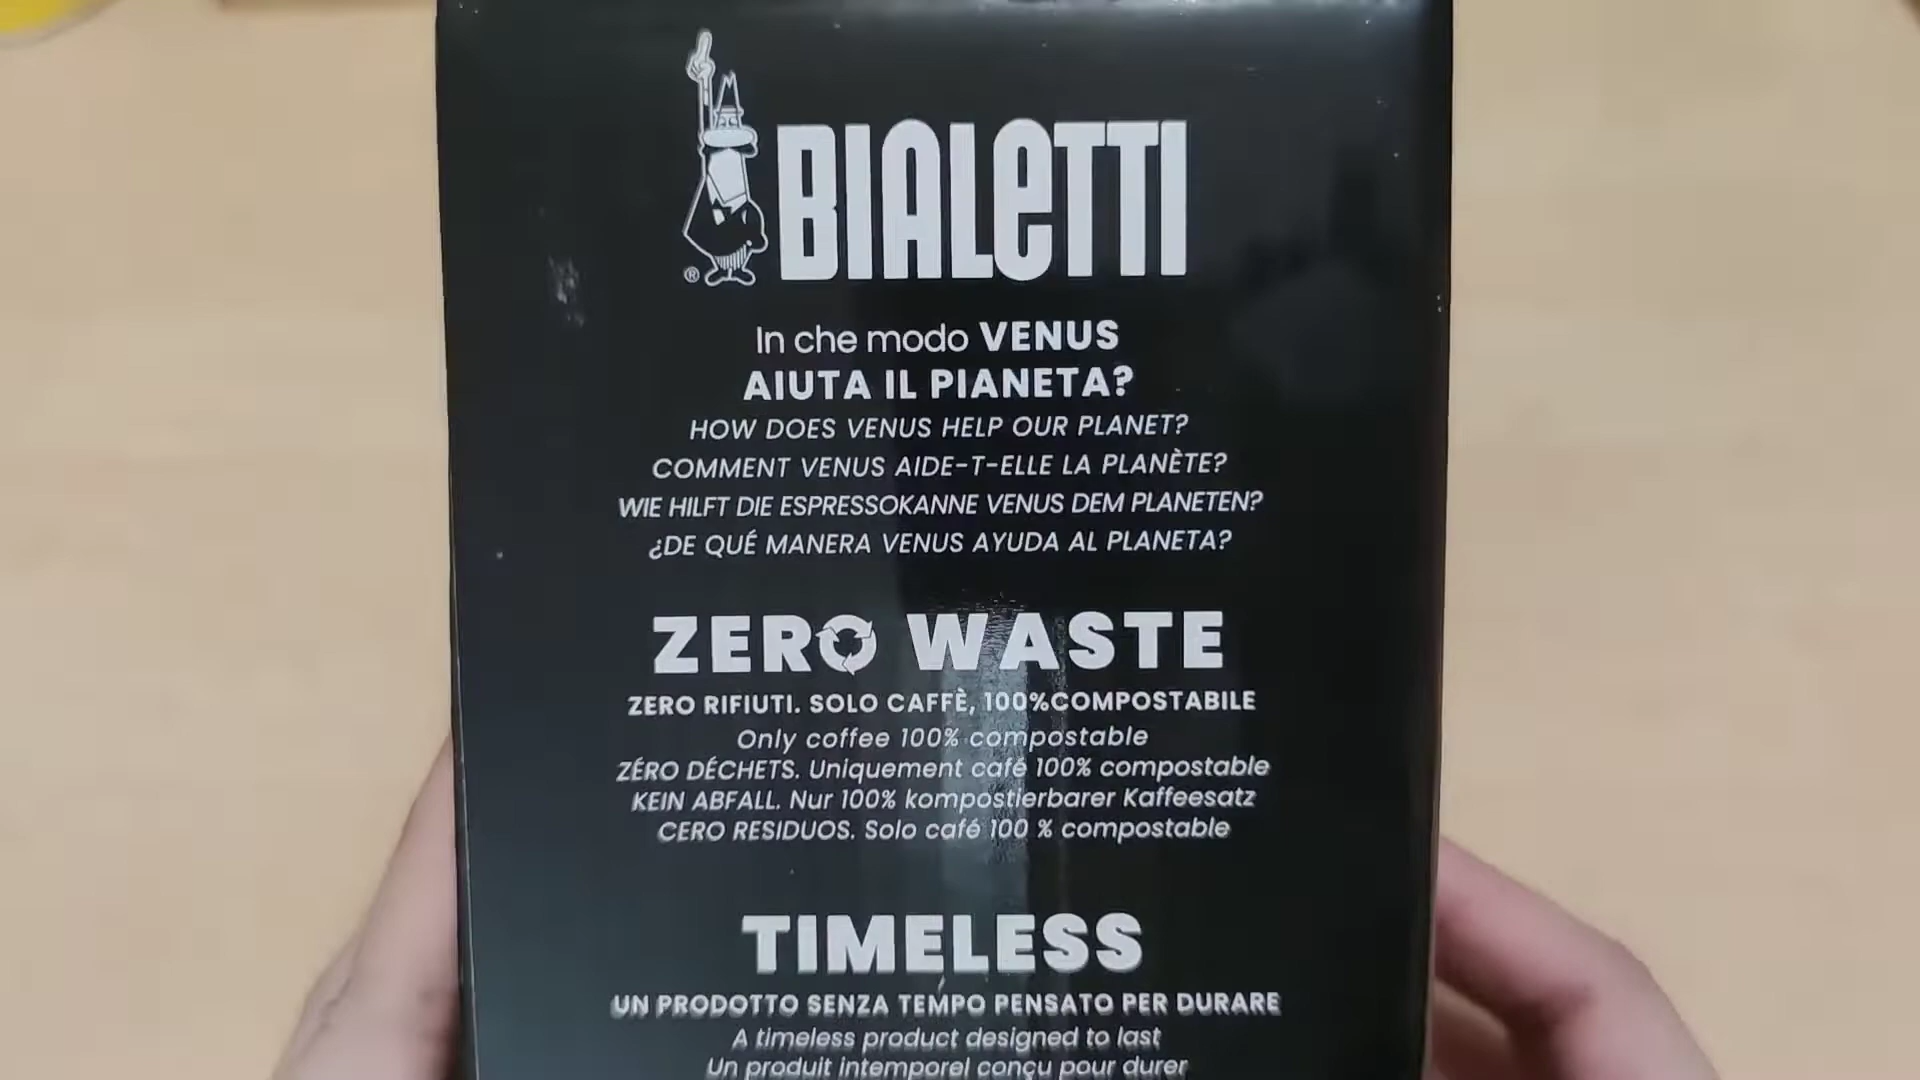 BIALETTI
®
In che modo VENUS
AIUTA IL PIANETA?
HOW DOES VENUS HELP OUR PLANET?
COMMENT VENUS AIDE-T-ELLE LA PLANÈTE?
WIE HILFT DIE ESPRESSOKANNE VENUS DEM PLANETEN?
¿DE QUÉ MANERA VENUS AYUDA AL PLANETA?
ZERO WASTE
ZERO RIFIUTI. SOLO CAFFÈ, 100%COMPOSTABILE
Only coffee 100% compostable
ZÉRO DÉCHETS. Uniquement café 100% compostable
KEIN ABFALL. Nur 100% kompostierbarer Kaffeesatz
CERO RESIDUOS. Solo café 100 % compostable
TIMELESS
UN PRODOTTO SENZA TEMPO PENSATO PER DURARE
A timeless product designed to last
Un produit intemporel conçu pour durer